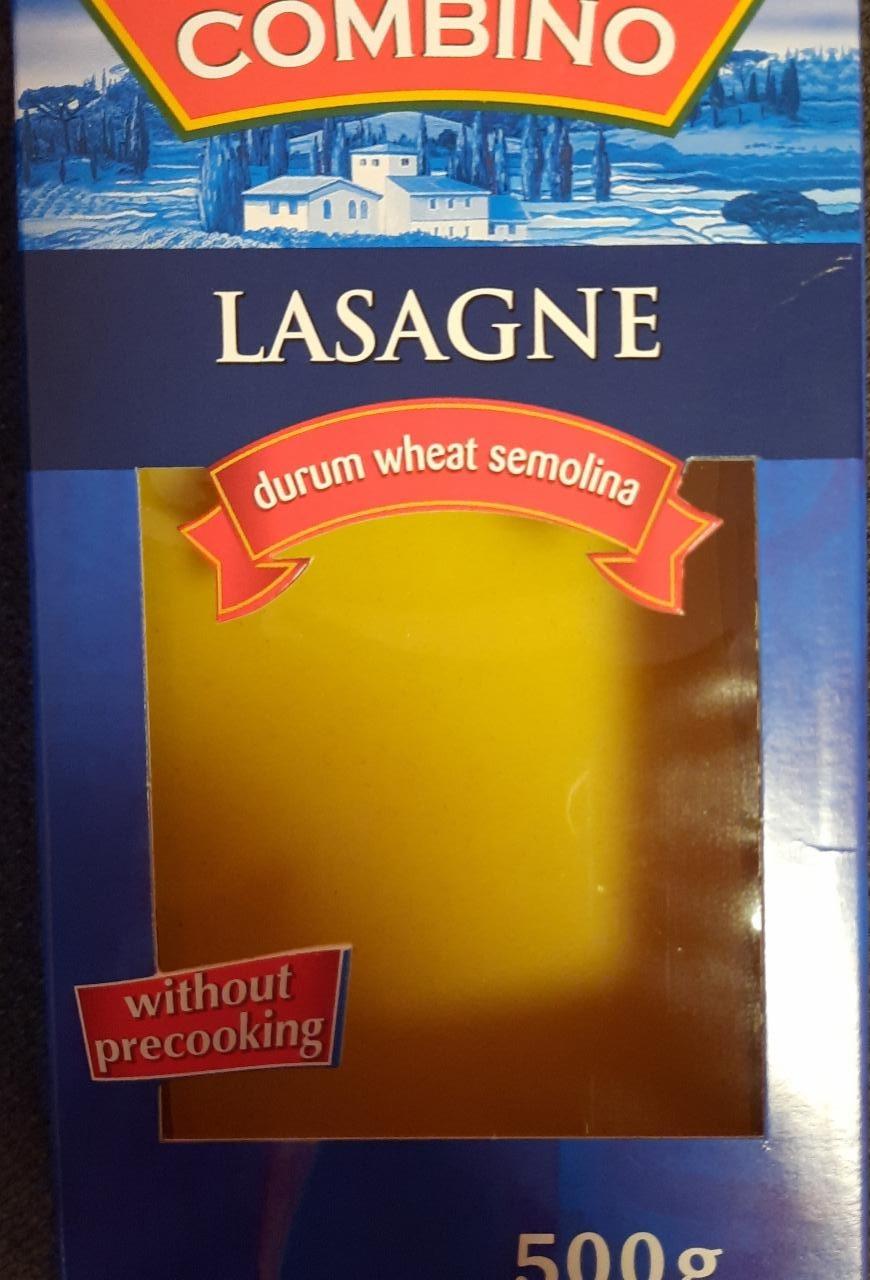 COMBINO
LASAGNE
durum wheat semolina
without
precooking
500g